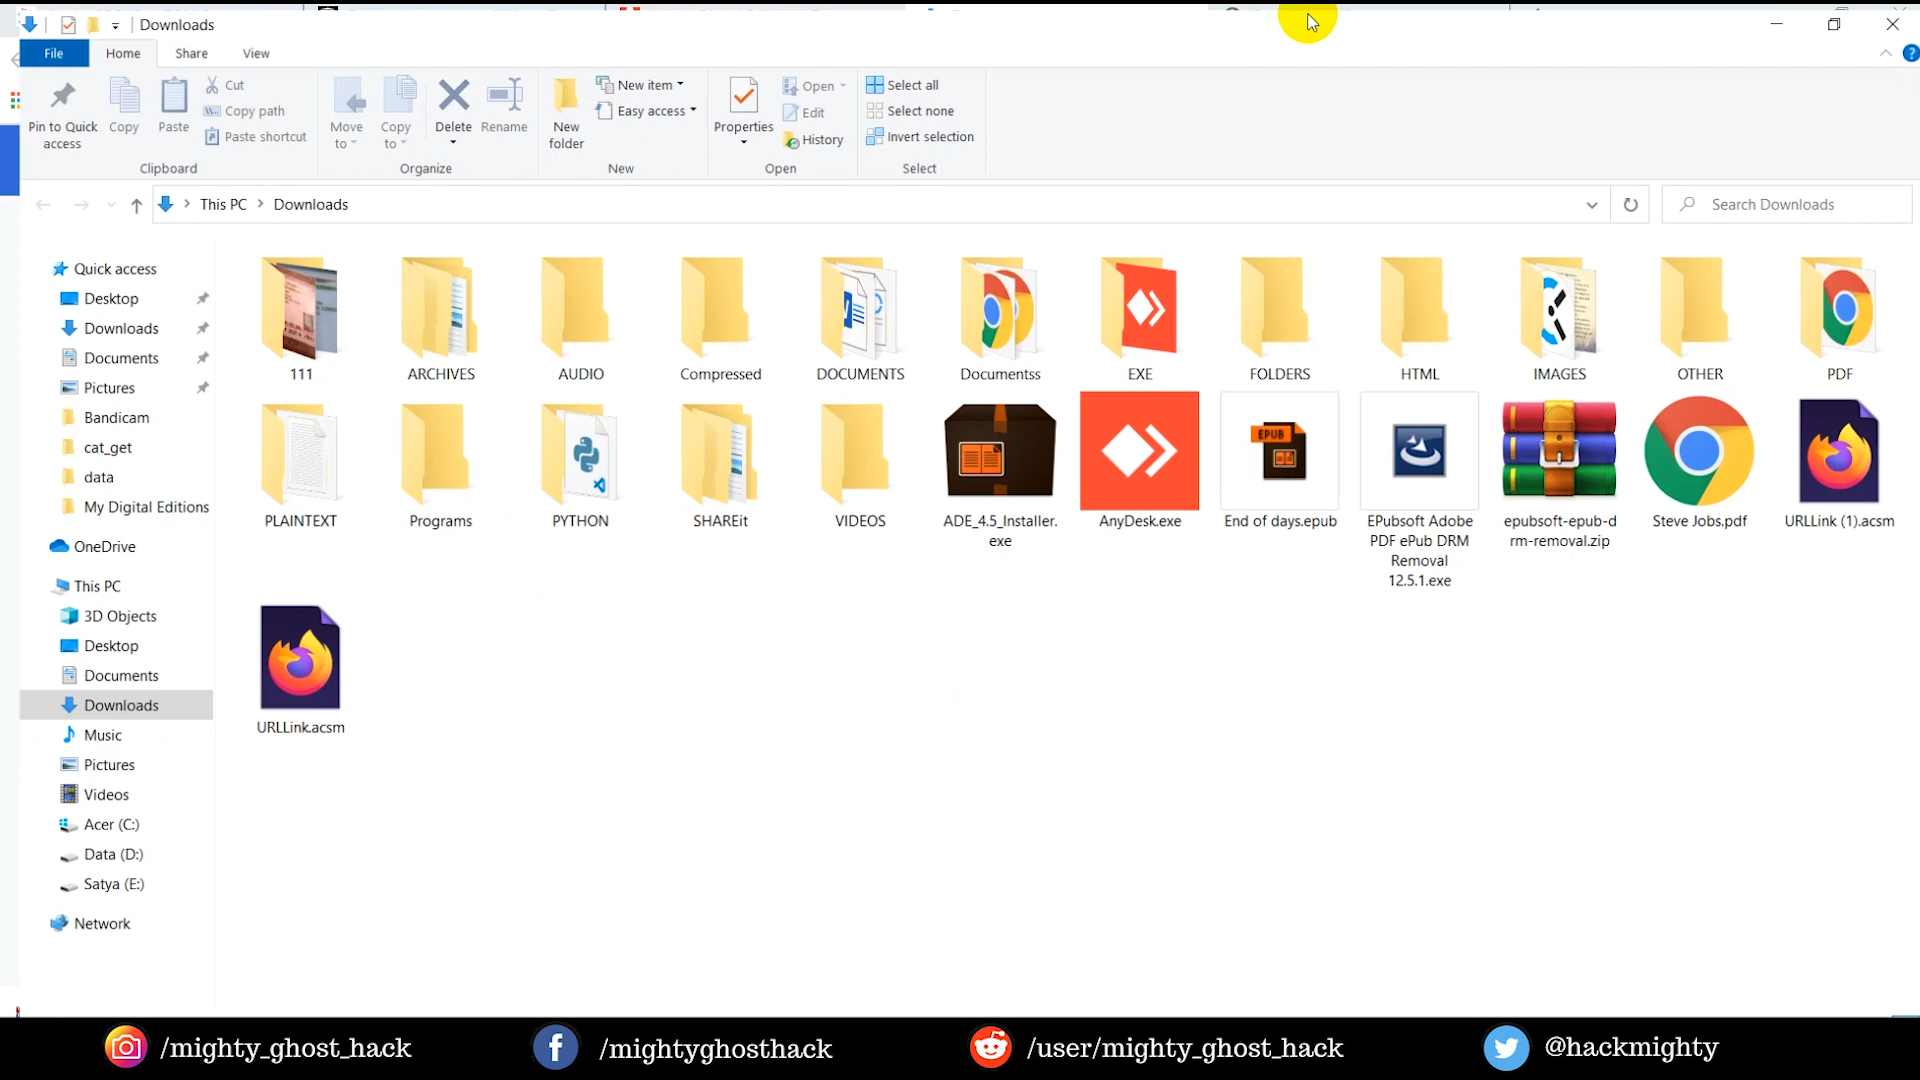 Downloads
File Home Share View
Pin to Quick access
Copy
Paste
Cut
Copy path
Paste shortcut
Clipboard
Move to
Copy to
Delete
Rename
Organize
New folder
New item
Easy access
New
Properties
Open
Edit
History
Open
Select all
Select none
Invert selection
Select
This PC > Downloads
Search Downloads
Quick access
Desktop
Downloads
Documents
Pictures
Bandicam
cat_get
data
My Digital Editions
OneDrive
This PC
3D Objects
Desktop
Documents
Downloads
Music
Pictures
Videos
Acer (C:)
Data (D:)
Satya (E:)
Network
111
ARCHIVES
AUDIO
Compressed
DOCUMENTS
Documentss
EXE
FOLDERS
HTML
IMAGES
OTHER
PDF
PLAINTEXT
Programs
PYTHON
SHAREit
VIDEOS
ADE_4.5_Installer.
exe
AnyDesk.exe
EPUB
End of days.epub
EPubsoft Adobe
PDF ePub DRM
Removal
12.5.1.exe
epubsoft-epub-d
rm-removal.zip
Steve Jobs.pdf
URLLink (1).acsm
URLLink.acsm
/mighty_ghost_hack
/mightyghosthack
/user/mighty_ghost_hack
@hackmighty